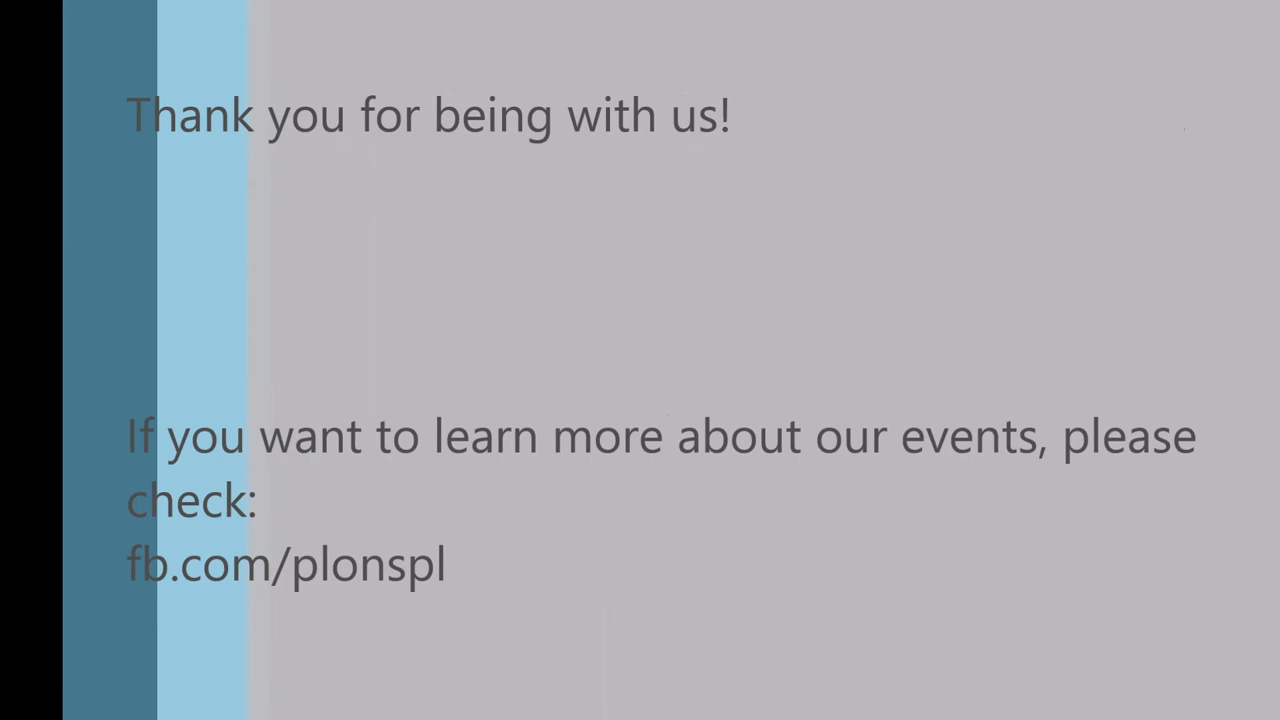 Thank you for being with us!
If you want to learn more about our events, please
check:
fb.com/plonspl